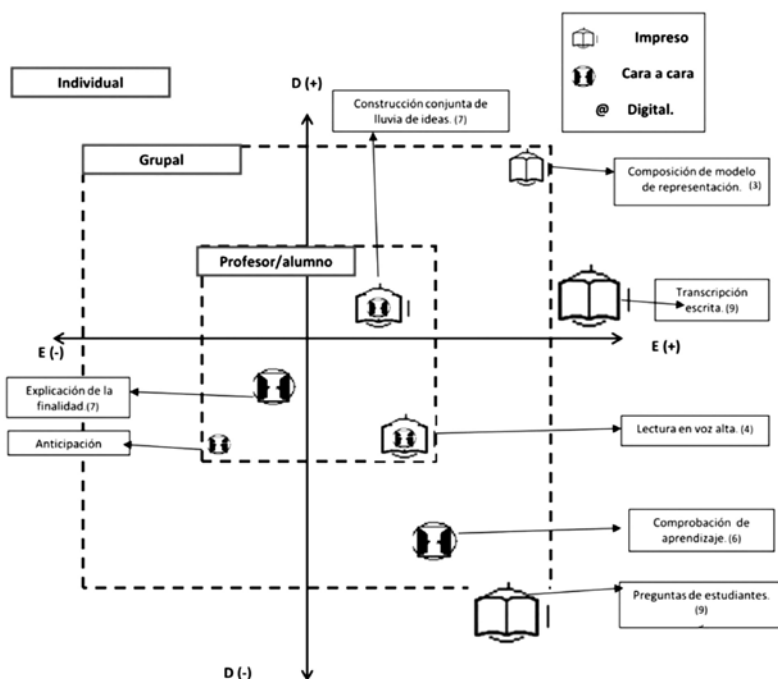 Impreso
Cara a cara
@ Digital.
Individual
D (+)
Construcción conjunta de
lluvia de ideas. (7)
Grupal
Composición de modelo
de representación. (3)
Profesor/alumno
Transcripción
escrita. (9)
E (-)
E (+)
Explicación de la
finalidad.(7)
Anticipación
Lectura en voz alta. (4)
Comprobación de
aprendizaje. (6)
Preguntas de estudiantes.
(9)
D (-)